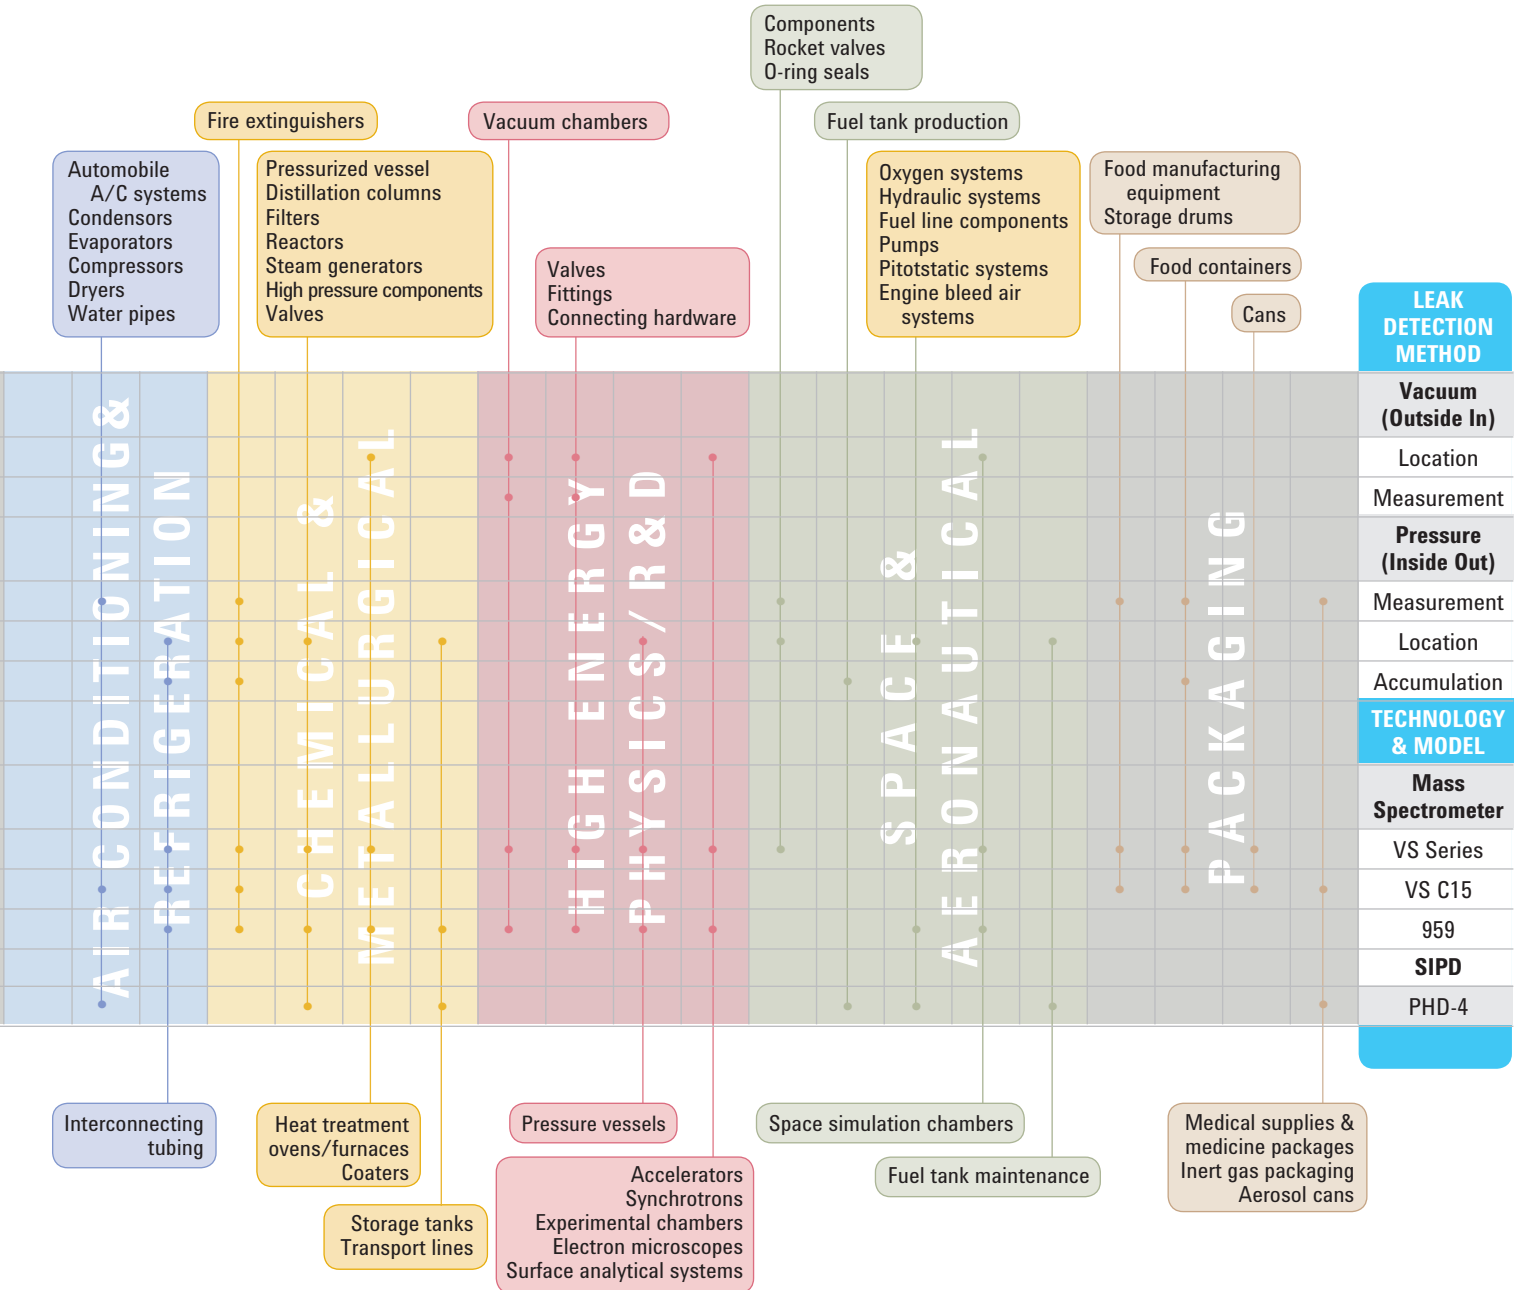 Components
Rocket valves
O-ring seals
Fire extinguishers
Vacuum chambers
Fuel tank production
Automobile
A/C systems
Condensors
Evaporators
Compressors
Dryers
Water pipes
Pressurized vessel
Distillation columns
Filters
Reactors
Steam generators
High pressure components
Valves
Valves
Fittings
Connecting hardware
Oxygen systems
Hydraulic systems
Fuel line components
Pumps
Pitotstatic systems
Engine bleed air
systems
Food manufacturing
equipment
Storage drums
Food containers
Cans
LEAK
DETECTION
METHOD
Vacuum
(Outside In)
Location
Measurement
Pressure
(Inside Out)
Measurement
Location
Accumulation
TECHNOLOGY
& MODEL
Mass
Spectrometer
VS Series
VS C15
959
SIPD
PHD-4
AIR CONDITIONING &
REFRIGERATION
CHEMICAL &
METALLURGICAL
HIGH ENERGY
PHYSICS/R&D
SPACE &
AERONAUTICAL
PACKAGING
Interconnecting
tubing
Heat treatment
ovens/furnaces
Coaters
Storage tanks
Transport lines
Pressure vessels
Accelerators
Synchrotrons
Experimental chambers
Electron microscopes
Surface analytical systems
Space simulation chambers
Fuel tank maintenance
Medical supplies &
medicine packages
Inert gas packaging
Aerosol cans